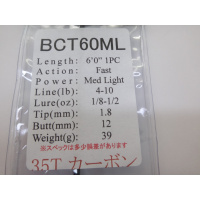 BCT60ML
Length: 6'0" 1PC
Action: Fast
Power: Med Light
Line(lb): 4-10
Lure(oz): 1/8-1/2
Tip(mm): 1.8
Butt(mm): 12
Weight(g): 39
※スペックは多少誤差があります
35T カーボン